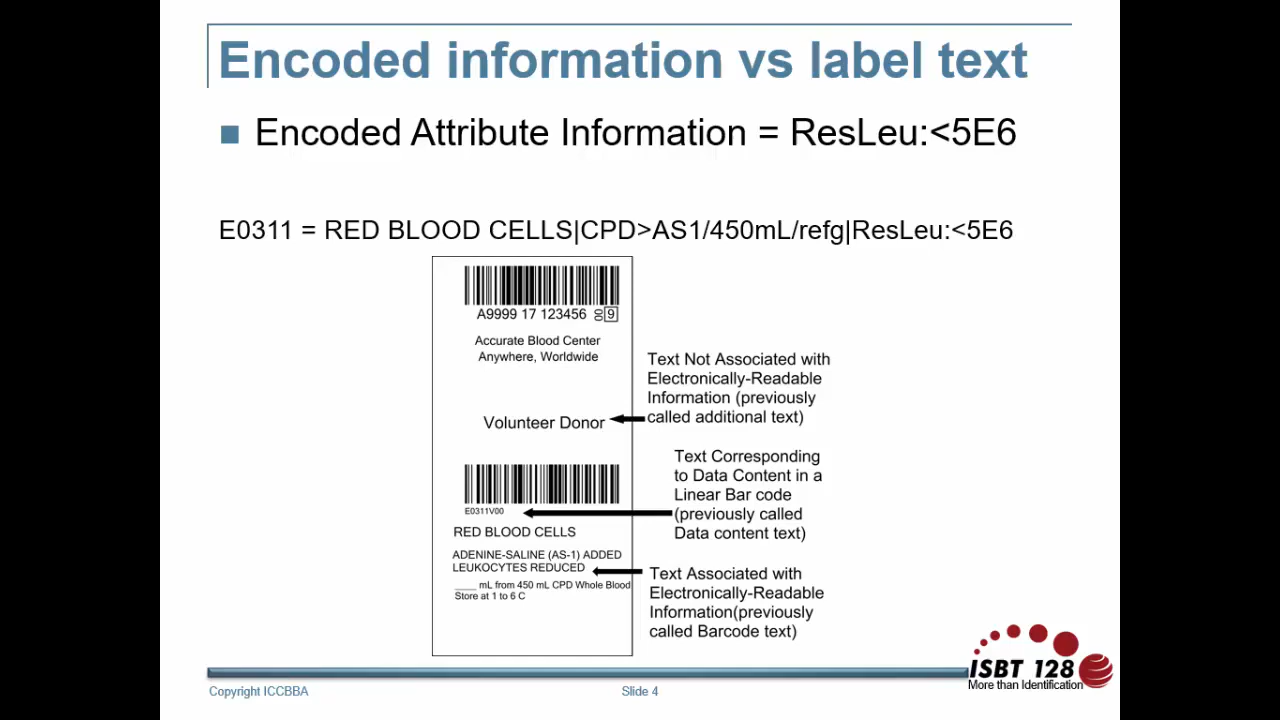 Encoded information vs label text
Encoded Attribute Information = ResLeu:<5E6
E0311 = RED BLOOD CELLS|CPD>AS1/450mL/refg|ResLeu:<5E6
A9999 17 123456 00 9
Accurate Blood Center
Anywhere, Worldwide
Volunteer Donor
Text Not Associated with
Electronically-Readable
Information (previously
called additional text)
E0311V00
Text Corresponding
to Data Content in a
Linear Bar code
(previously called
Data content text)
RED BLOOD CELLS
ADENINE-SALINE (AS-1) ADDED
LEUKOCYTES REDUCED
____ mL from 450 mL CPD Whole Blood
Store at 1 to 6 C
Text Associated with
Electronically-Readable
Information(previously
called Barcode text)
ISBT 128
More than Identification
Copyright ICCBBA
Slide 4